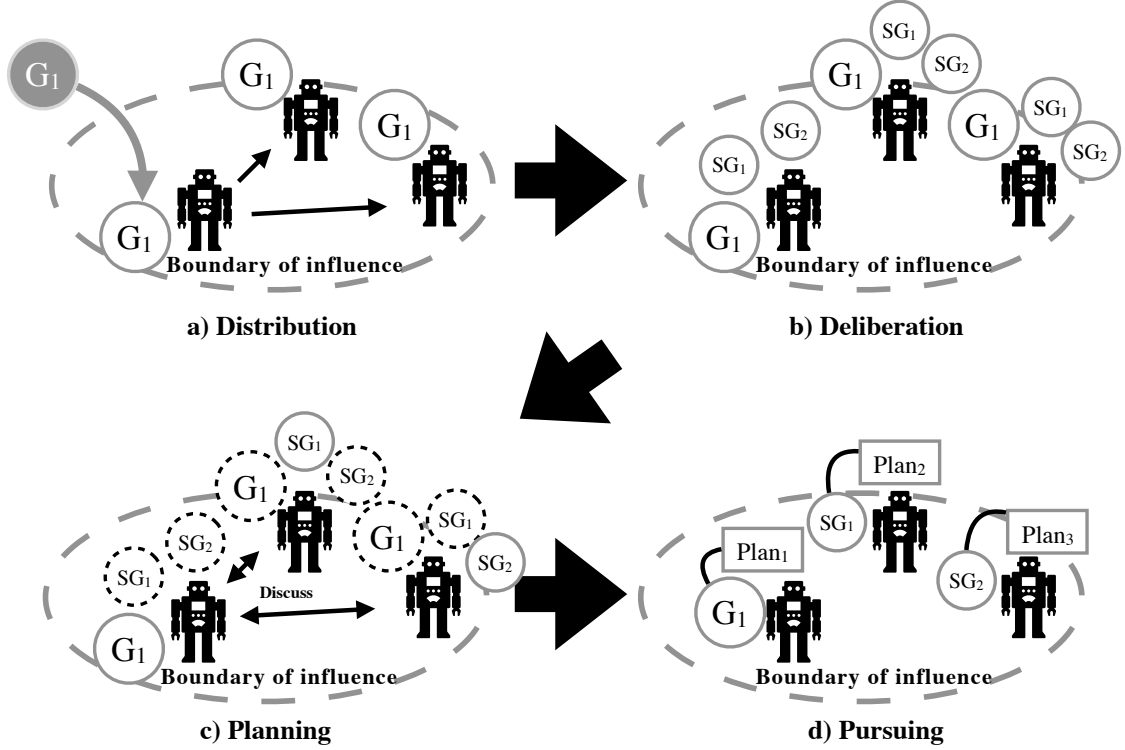 G1
G1
G1
G1
Boundary of influence
a) Distribution
SG1
SG2
G1
SG1
SG2
G1
SG2
SG1
G1
Boundary of influence
b) Deliberation
SG1
SG2
G1
SG1
G1
SG2
SG2
SG1
Discuss
G1
Boundary of influence
c) Planning
Plan2
SG1
Plan1
Plan3
SG2
G1
Boundary of influence
d) Pursuing